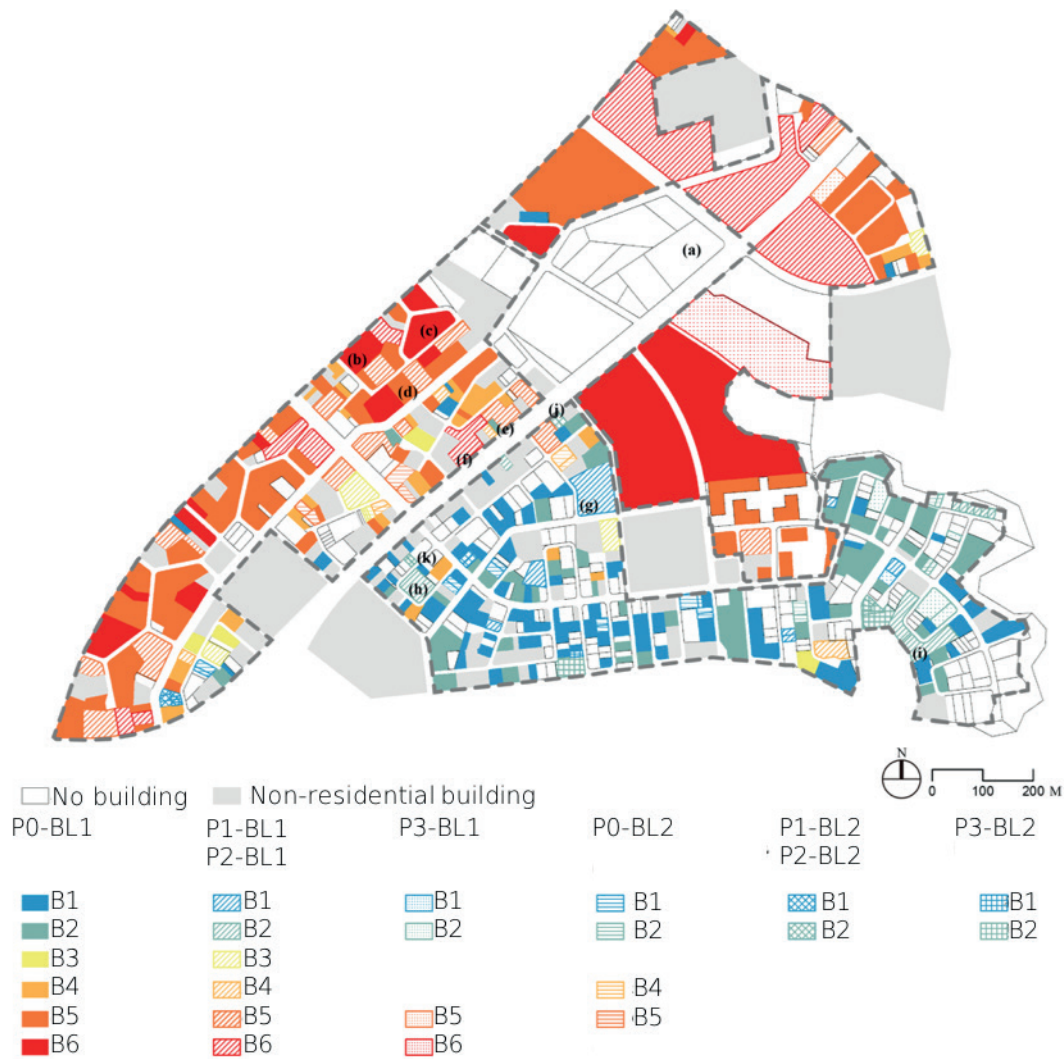 (a)
(c)
(b)
(d)
(e)
(j)
(f)
(g)
(k)
(h)
(i)
N
0 100 200 M
No building Non-residential building
P0-BL1 P1-BL1 P3-BL1 P0-BL2 P1-BL2 P3-BL2
P2-BL1 P2-BL2
B1 B1 B1 B1 B1 B1
B2 B2 B2 B2 B2 B2
B3 B3
B4 B4 B4
B5 B5 B5 B5
B6 B6 B6